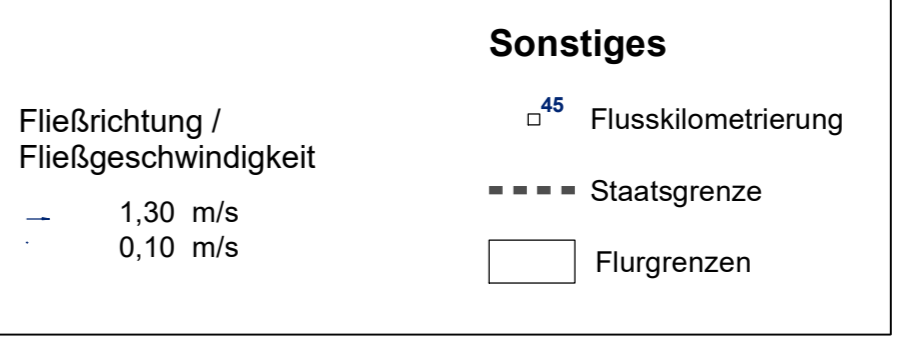 Fließrichtung /
Fließgeschwindigkeit
1,30 m/s
0,10 m/s
Sonstiges
45 Flusskilometrierung
Staatsgrenze
Flurgrenzen